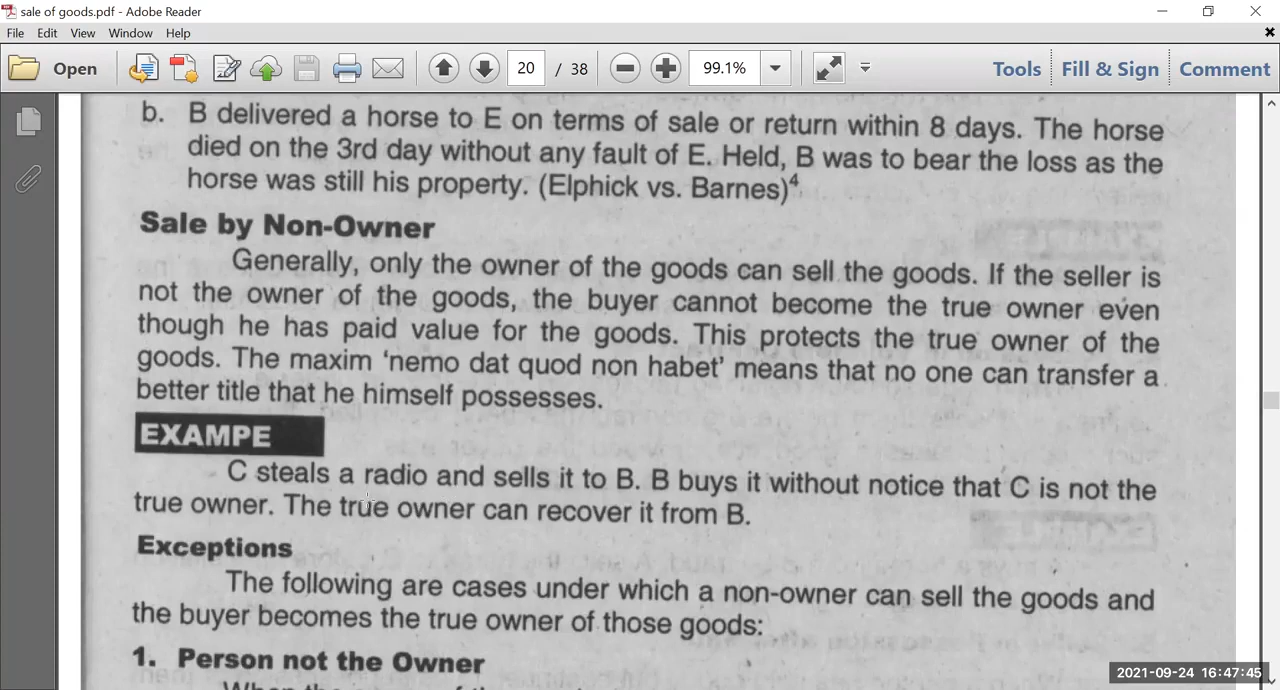 sale of goods.pdf - Adobe Reader
File Edit View Window Help
Open 20 / 38 99.1% Tools Fill & Sign Comment
b. B delivered a horse to E on terms of sale or return within 8 days. The horse
died on the 3rd day without any fault of E. Held, B was to bear the loss as the
horse was still his property. (Elphick vs. Barnes)4
Sale by Non-Owner
Generally, only the owner of the goods can sell the goods. If the seller is
not the owner of the goods, the buyer cannot become the true owner even
though he has paid value for the goods. This protects the true owner of the
goods. The maxim ‘nemo dat quod non habet’ means that no one can transfer a
better title that he himself possesses.
EXAMPE
C steals a radio and sells it to B. B buys it without notice that C is not the
true owner. The true owner can recover it from B.
Exceptions
The following are cases under which a non-owner can sell the goods and
the buyer becomes the true owner of those goods:
1. Person not the Owner
2021-09-24 16:47:45